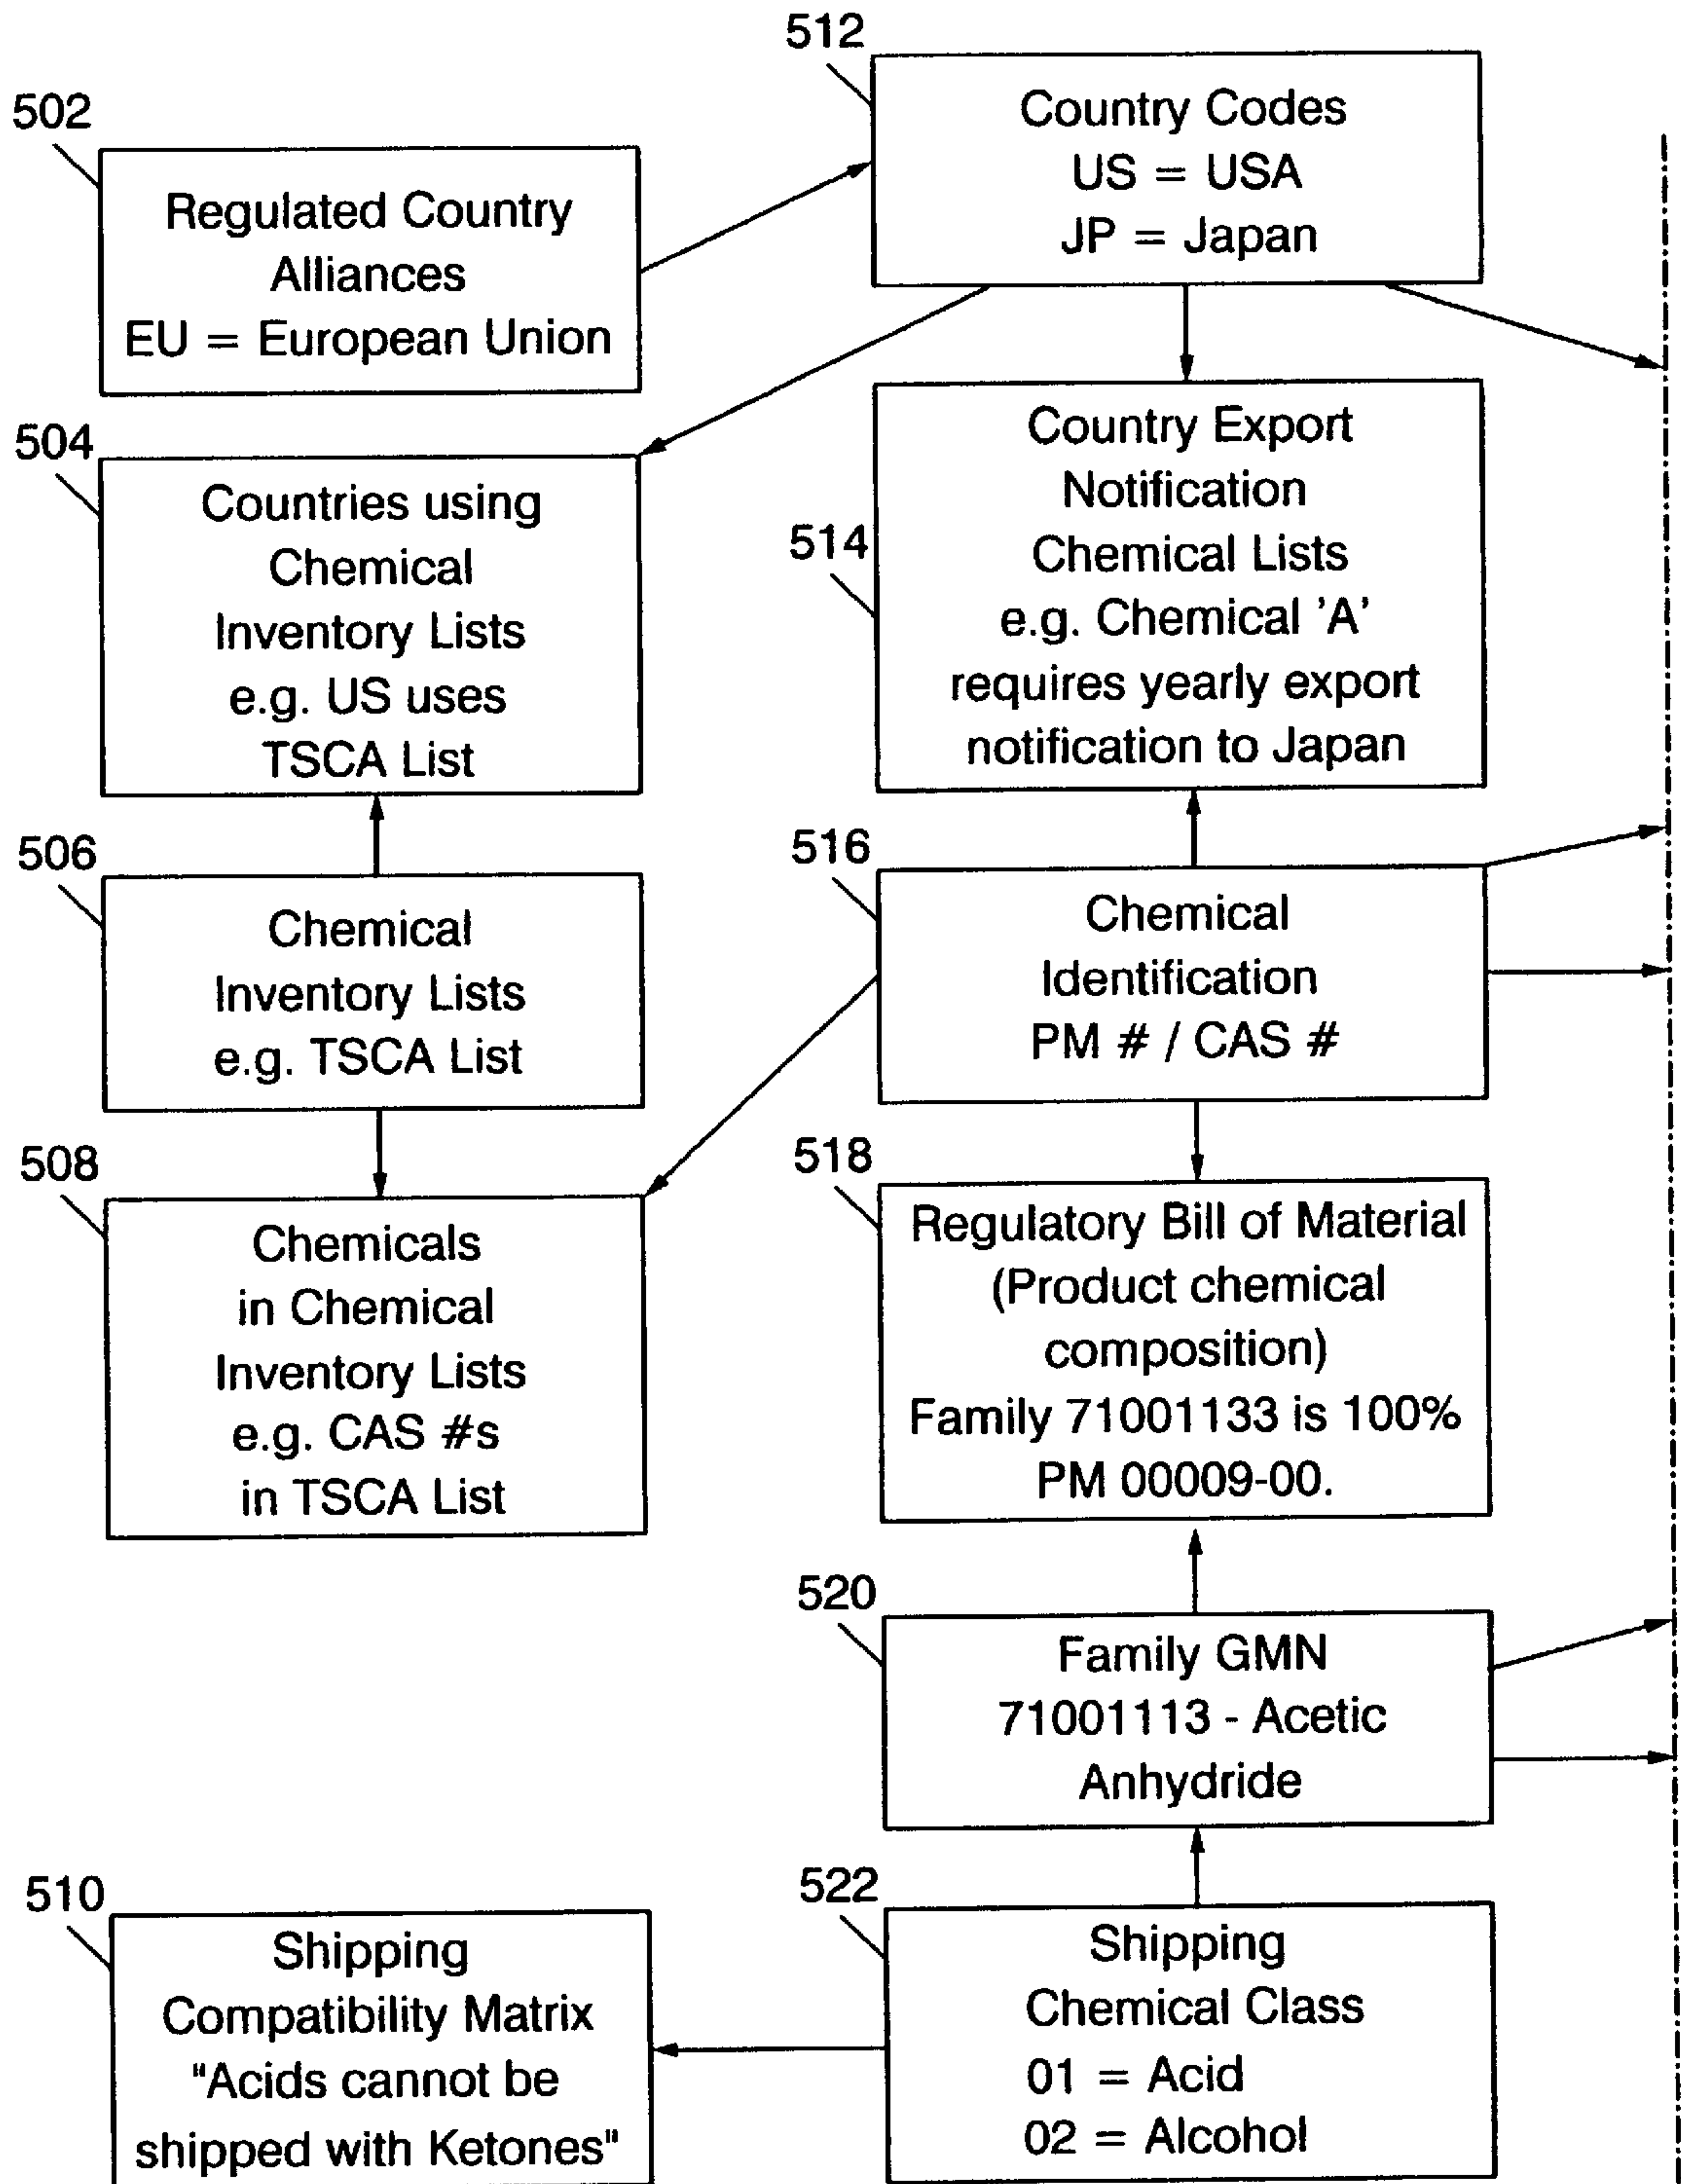 502
Regulated Country
Alliances
EU = European Union
504
Countries using
Chemical
Inventory Lists
e.g. US uses
TSCA List
506
Chemical
Inventory Lists
e.g. TSCA List
508
Chemicals
in Chemical
Inventory Lists
e.g. CAS #s
in TSCA List
510
Shipping
Compatibility Matrix
"Acids cannot be
shipped with Ketones"
512
Country Codes
US = USA
JP = Japan
514
Country Export
Notification
Chemical Lists
e.g. Chemical 'A'
requires yearly export
notification to Japan
516
Chemical
Identification
PM # / CAS #
518
Regulatory Bill of Material
(Product chemical
composition)
Family 71001133 is 100%
PM 00009-00.
520
Family GMN
71001113 - Acetic
Anhydride
522
Shipping
Chemical Class
01 = Acid
02 = Alcohol